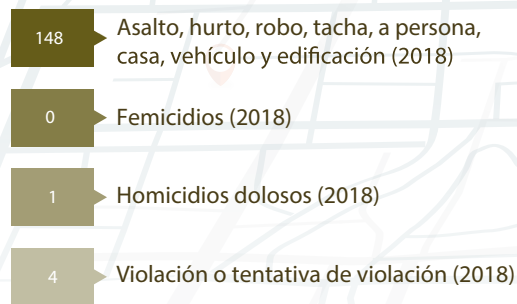 148
Asalto, hurto, robo, tacha, a persona,
casa, vehículo y edificación (2018)
0
Femicidios (2018)
1
Homicidios dolosos (2018)
4
Violación o tentativa de violación (2018)